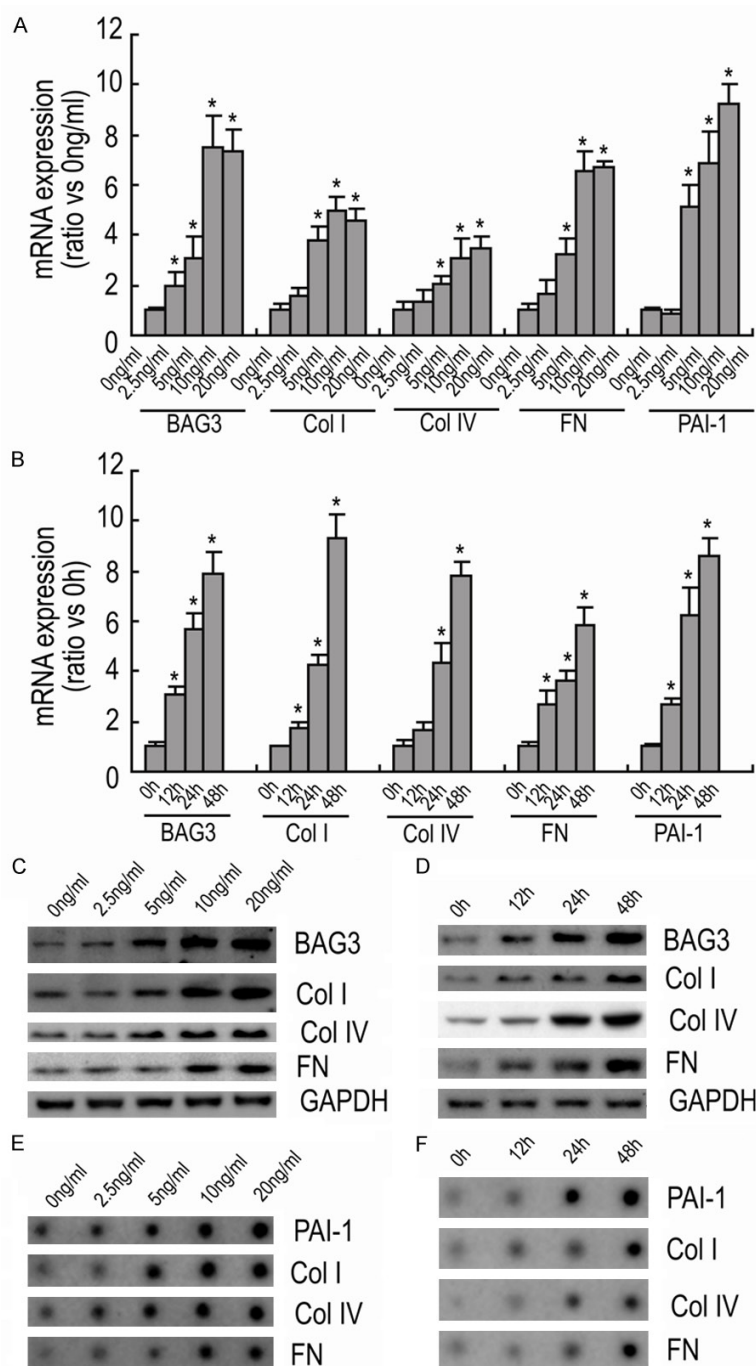 A
mRNA expression
(ratio vs 0ng/ml)
12
10
8
6
4
2
0
* * * *
* * *
* * *
* * *
* * *
0ng/ml 2.5ng/ml 5ng/ml 10ng/ml 20ng/ml 0ng/ml 2.5ng/ml 5ng/ml 10ng/ml 20ng/ml 0ng/ml 2.5ng/ml 5ng/ml 10ng/ml 20ng/ml 0ng/ml 2.5ng/ml 5ng/ml 10ng/ml 20ng/ml 0ng/ml 2.5ng/ml 5ng/ml 10ng/ml 20ng/ml
BAG3 Col I Col IV FN PAI-1
B
mRNA expression
(ratio vs 0h)
12
10
8
6
4
2
0
* * *
* * *
* *
* * *
* * *
0h 12h 24h 48h 0h 12h 24h 48h 0h 12h 24h 48h 0h 12h 24h 48h 0h 12h 24h 48h
BAG3 Col I Col IV FN PAI-1
C
0ng/ml 2.5ng/ml 5ng/ml 10ng/ml 20ng/ml
BAG3
Col I
Col IV
FN
GAPDH
D
0h 12h 24h 48h
BAG3
Col I
Col IV
FN
GAPDH
E
0ng/ml 2.5ng/ml 5ng/ml 10ng/ml 20ng/ml
PAI-1
Col I
Col IV
FN
F
0h 12h 24h 48h
PAI-1
Col I
Col IV
FN